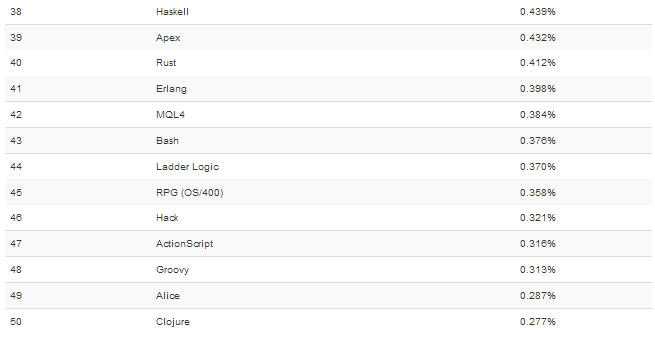 38 Haskell 0.439%
39 Apex 0.432%
40 Rust 0.412%
41 Erlang 0.398%
42 MQL4 0.384%
43 Bash 0.376%
44 Ladder Logic 0.370%
45 RPG (OS/400) 0.358%
46 Hack 0.321%
47 ActionScript 0.316%
48 Groovy 0.313%
49 Alice 0.287%
50 Clojure 0.277%